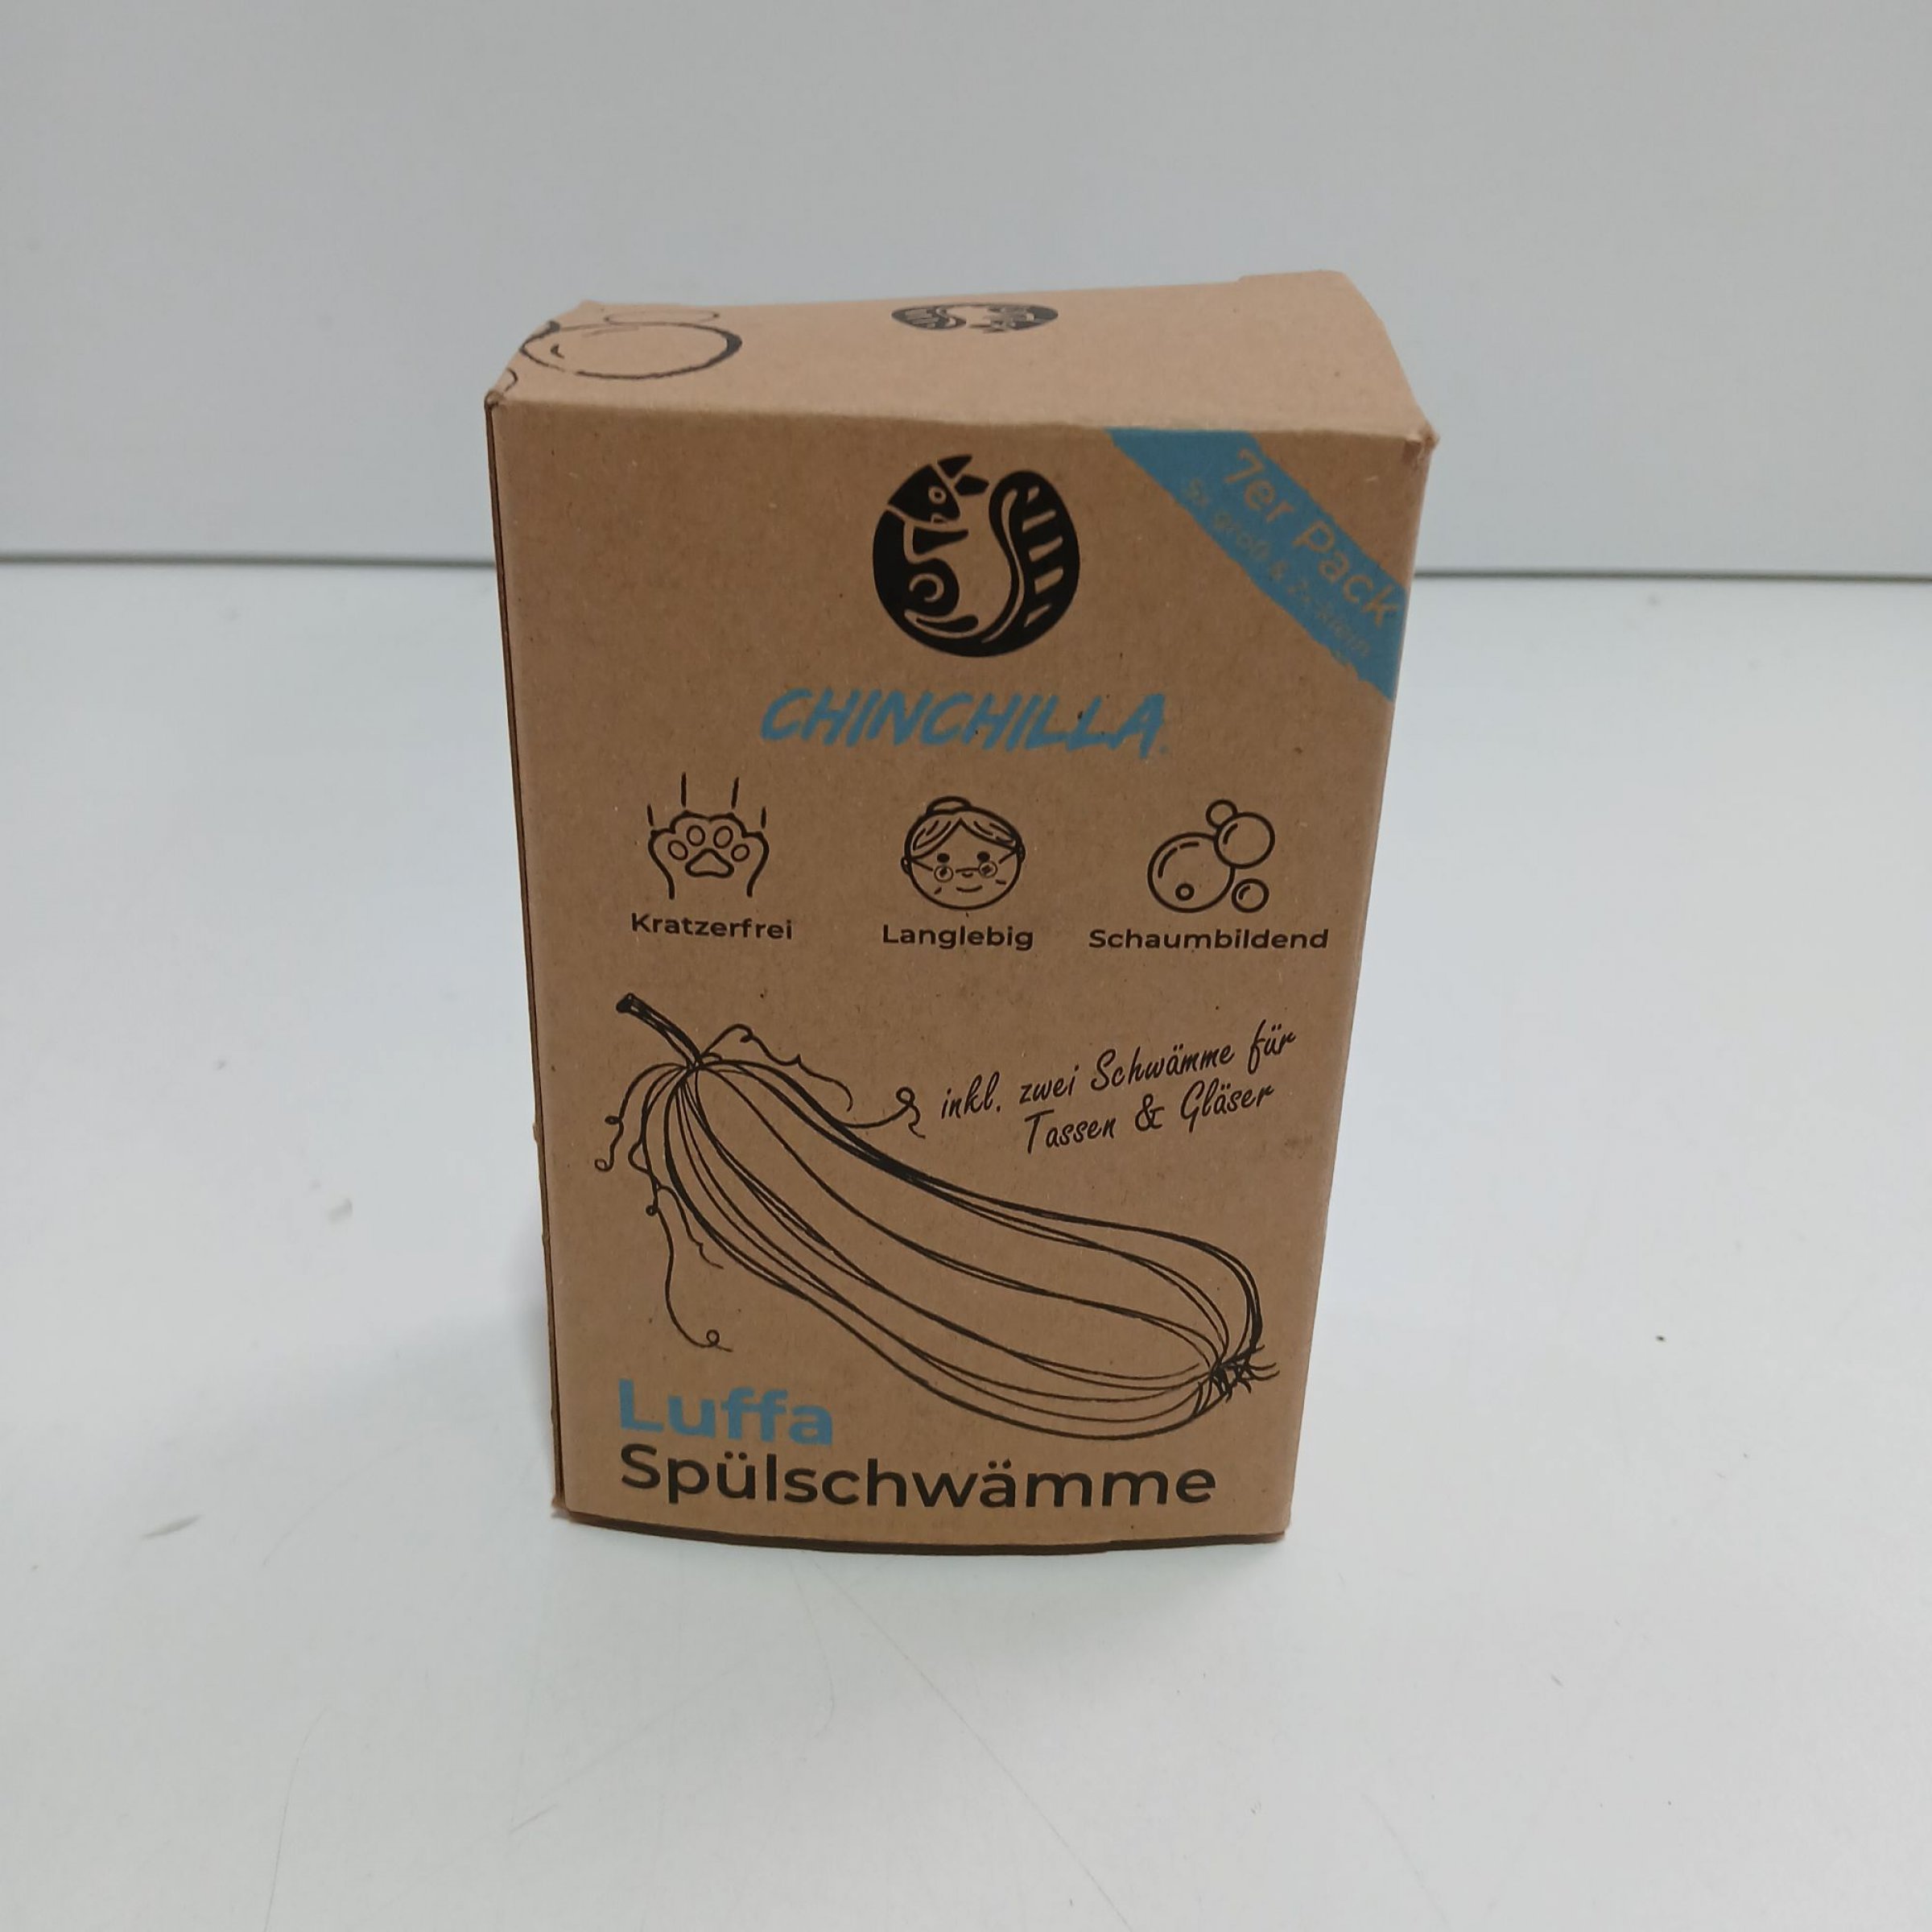 7er Pack
5x groß & 2x klein
CHINCHILLA
Kratzerfrei
Langlebig
Schaumbildend
inkl. zwei Schwämme für
Tassen & Gläser
Luffa
Spülschwämme